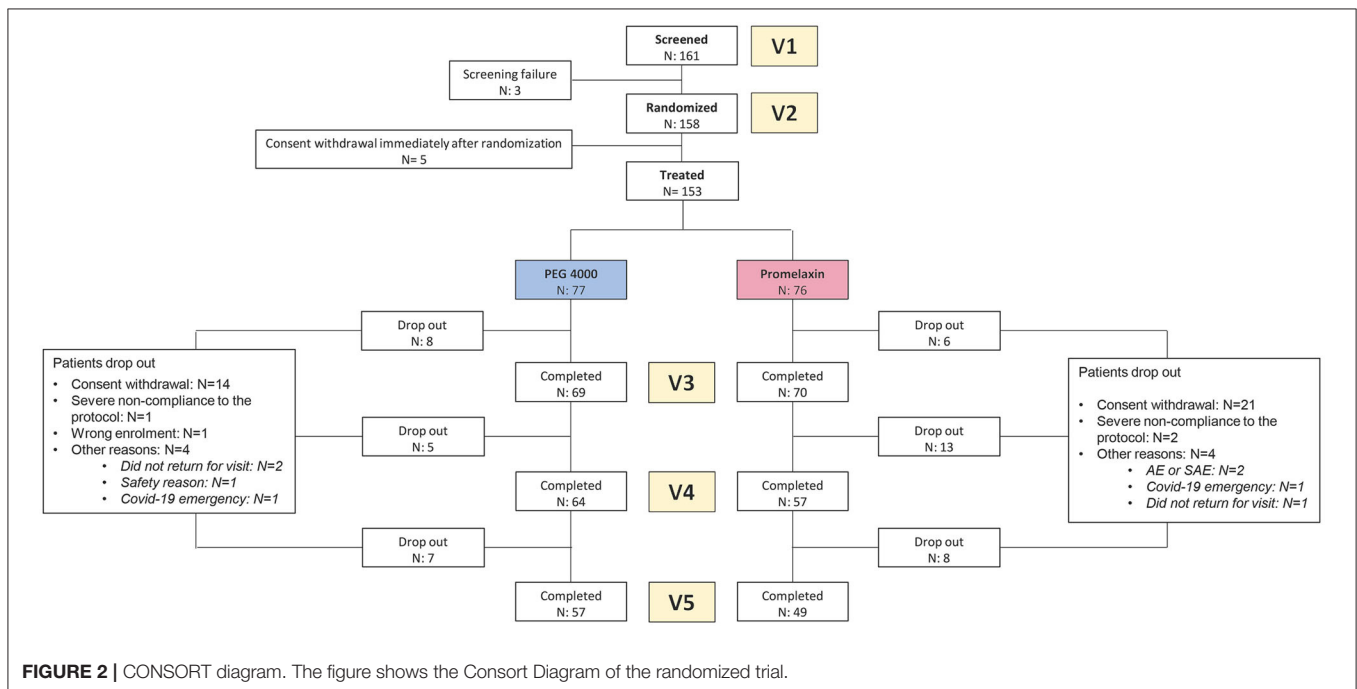 Screened
N: 161
V1
Screening failure
N: 3
Randomized
N: 158
V2
Consent withdrawal immediately after randomization
N= 5
Treated
N= 153
PEG 4000
N: 77
Promelaxin
N: 76
Drop out
N: 8
Drop out
N: 6
Patients drop out
• Consent withdrawal: N=14
• Severe non-compliance to the
protocol: N=1
• Wrong enrolment: N=1
• Other reasons: N=4
• Did not return for visit: N=2
• Safety reason: N=1
• Covid-19 emergency: N=1
Completed
N: 69
V3
Completed
N: 70
Patients drop out
• Consent withdrawal: N=21
• Severe non-compliance to the
protocol: N=2
• Other reasons: N=4
• AE or SAE: N=2
• Covid-19 emergency: N=1
• Did not return for visit: N=1
Drop out
N: 5
Drop out
N: 13
Completed
N: 64
V4
Completed
N: 57
Drop out
N: 7
Drop out
N: 8
Completed
N: 57
V5
Completed
N: 49
FIGURE 2 | CONSORT diagram. The figure shows the Consort Diagram of the randomized trial.